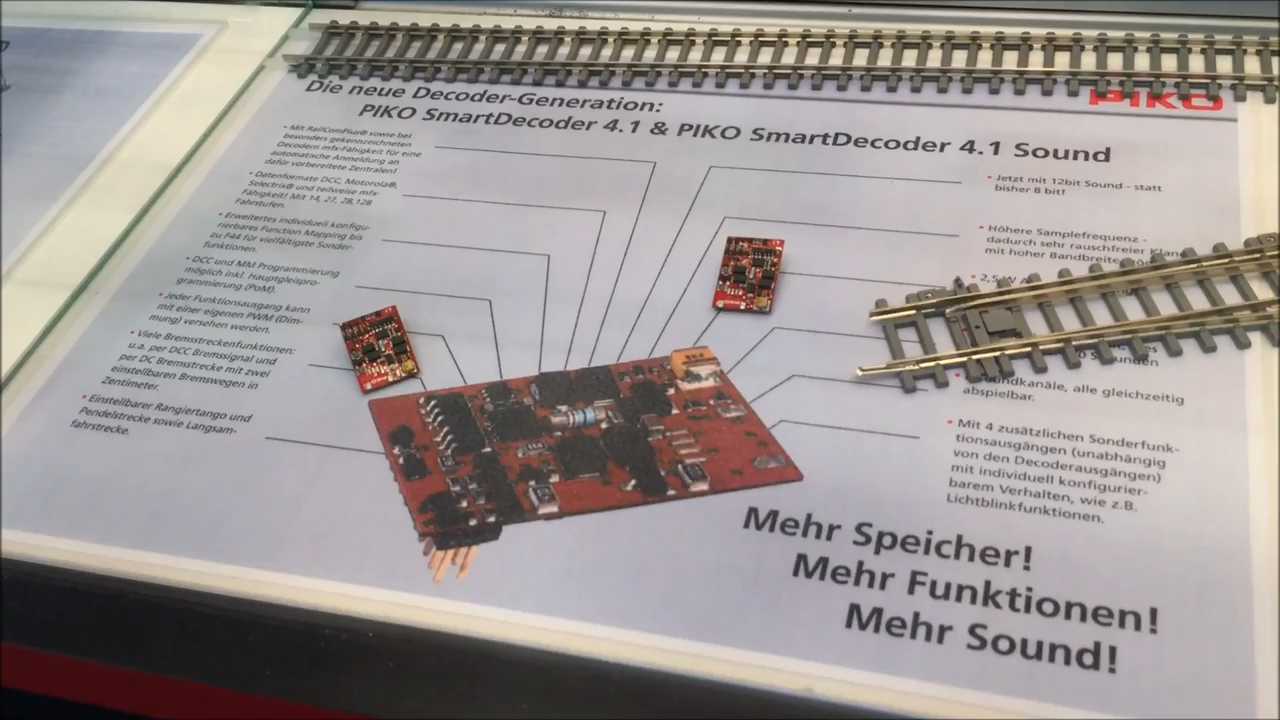 PIKO
Die neue Decoder-Generation:
PIKO SmartDecoder 4.1 & PIKO SmartDecoder 4.1 Sound
• Mit RailComPlus® sowie bei
besonders gekennzeichneten
Decodern mfx-Fähigkeit für eine
automatische Anmeldung an
dafür vorbereitete Zentralen!
• Datenformate DCC, Motorola®,
Selectrix® und teilweise mfx-
Fähigkeit! Mit 14, 27, 28,128
Fahrstufen.
• Erweitertes individuell konfigu-
rierbares Function Mapping bis
zu F44 für vielfältigste Sonder-
funktionen.
• DCC und MM Programmierung
möglich inkl. Hauptgleispro-
grammierung (PoM).
• Jeder Funktionsausgang kann
mit einer eigenen PWM (Dim-
mung) versehen werden.
• Viele Bremsstreckenfunktionen:
u.a. per DCC Bremssignal und
per DC Bremsstrecke mit zwei
einstellbaren Bremswegen in
Zentimeter.
• Einstellbarer Rangiertango und
Pendelstrecke sowie Langsam-
fahrstrecke.
• Jetzt mit 12bit Sound - statt
bisher 8 bit!
• Höhere Samplefrequenz -
dadurch sehr rauschfreier
mit hoher Bandbreite
• 2,5
alle gleichzeitig
abspielbar.
• Mit 4 zusätzlichen Sonderfunk-
tionsausgängen (unabhängig
von den Decoderausgängen)
mit individuell konfigurier-
barem Verhalten, wie z.B.
Lichtblinkfunktionen.
Mehr Speicher!
Mehr Funktionen!
Mehr Sound!